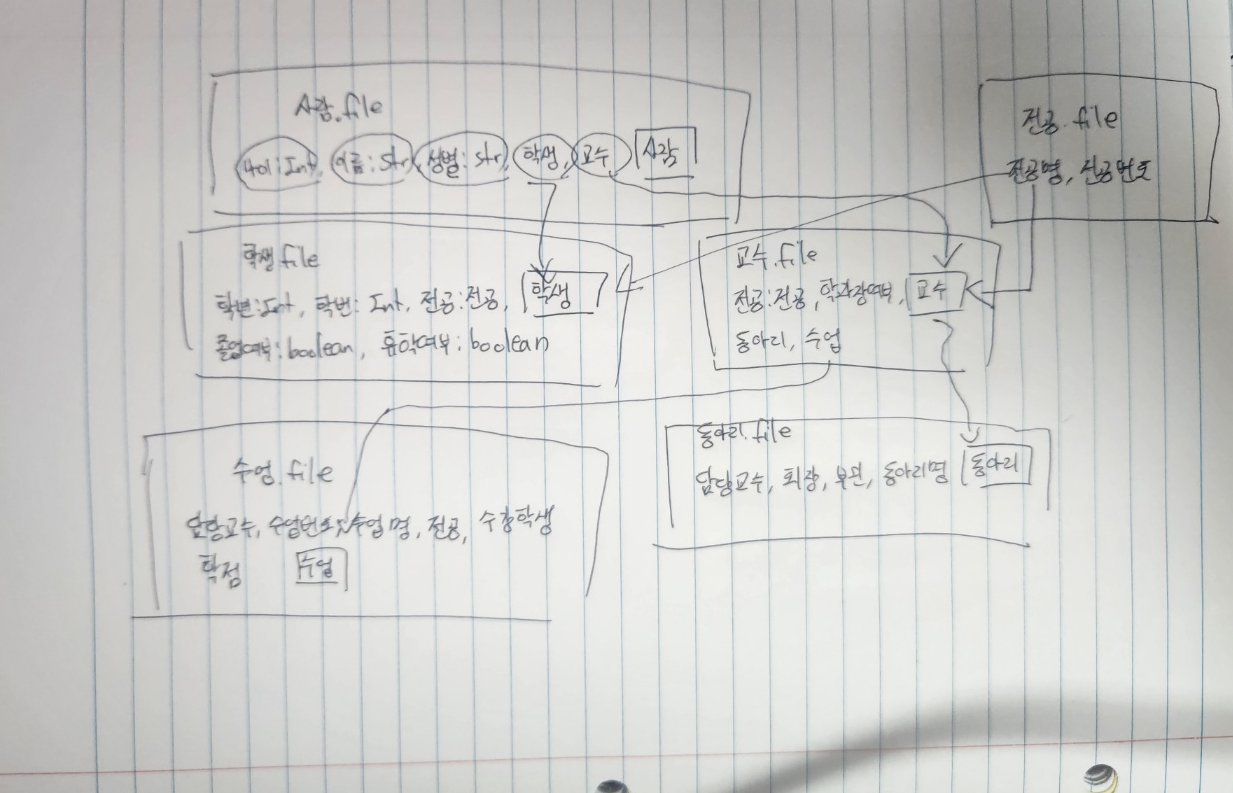 사람.file
나이:Int, 이름:Str, 성별:Str, 학생, 교수 사람
전공.file
전공명, 전공번호
학생.file
학년:Int, 학번:Int, 전공:전공, 학생
졸업여부:boolean, 휴학여부:boolean
교수.file
전공:전공, 학과장여부, 교수
동아리, 수업
수업.file
담당교수, 수업번호, 수업명, 전공, 수강학생
학점 수업
동아리.file
담당교수, 회장, 부원, 동아리명 동아리